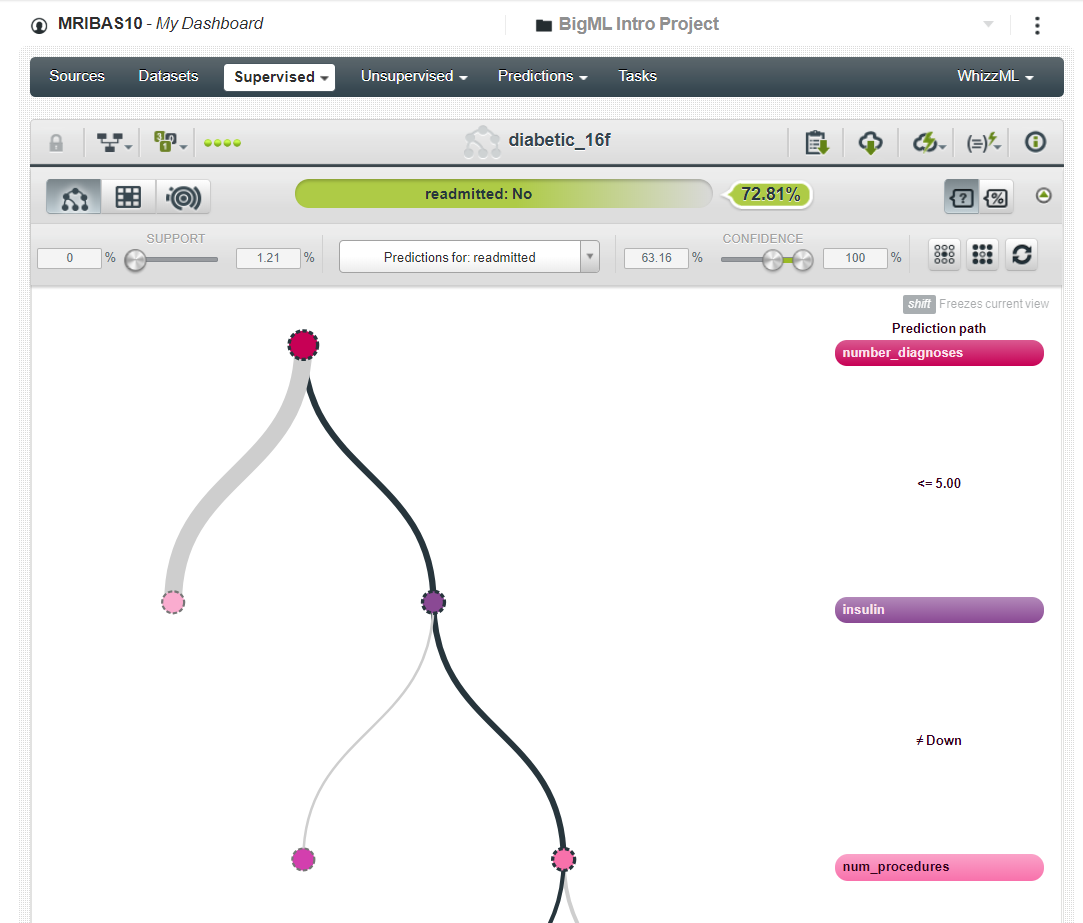 MRIBAS10 - My Dashboard
BigML Intro Project
Sources Datasets Supervised Unsupervised Predictions Tasks WhizzML
diabetic_16f
readmitted: No
72.81%
SUPPORT
0 % 1.21 %
Predictions for: readmitted
CONFIDENCE
63.16 % 100 %
shift Freezes current view
Prediction path
number_diagnoses
<= 5.00
insulin
≠ Down
num_procedures